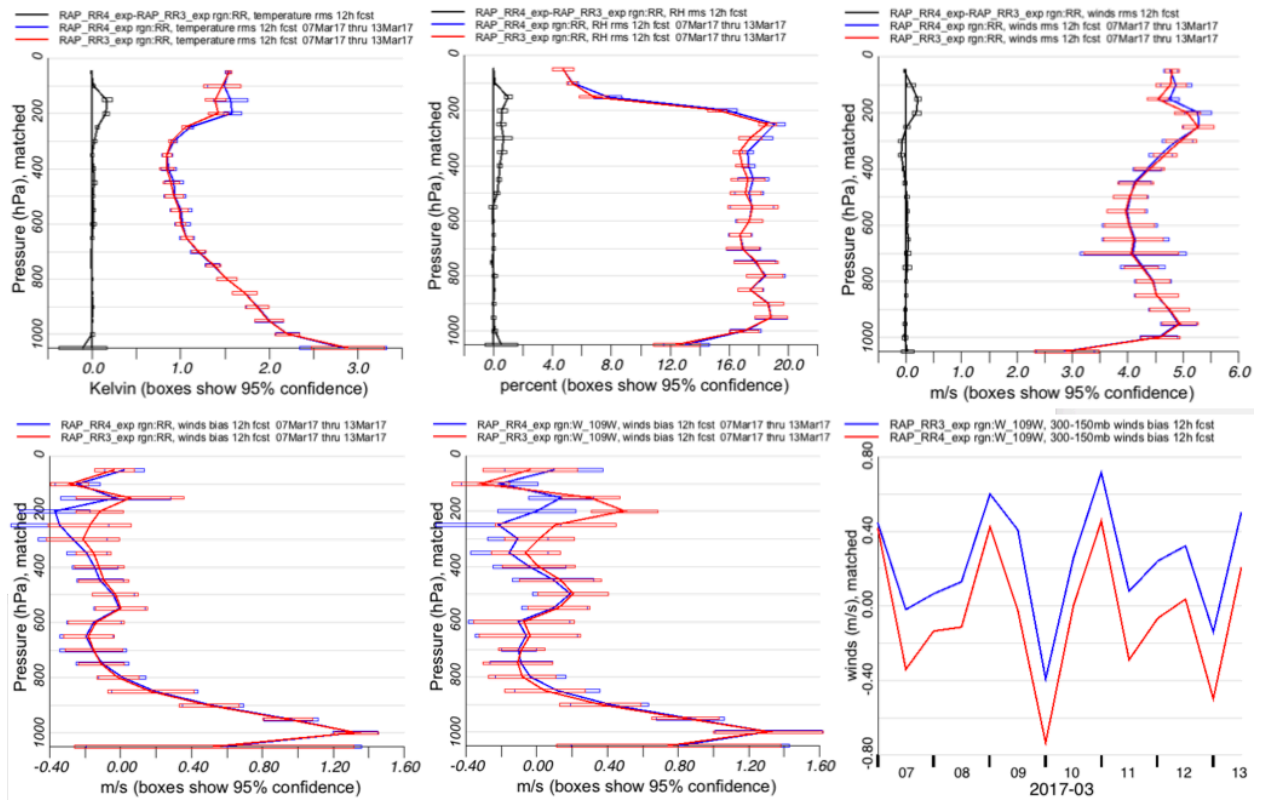 RAP_RR4_exp-RAP_RR3_exp rgn:RR, temperature rms 12h fcst
RAP_RR4_exp rgn:RR, temperature rms 12h fcst 07Mar17 thru 13Mar17
RAP_RR3_exp rgn:RR, temperature rms 12h fcst 07Mar17 thru 13Mar17
Pressure (hPa), matched
0
200
400
600
800
1000
0.0
1.0
2.0
3.0
Kelvin (boxes show 95% confidence)
RAP_RR4_exp-RAP_RR3_exp rgn:RR, RH rms 12h fcst
RAP_RR4_exp rgn:RR, RH rms 12h fcst 07Mar17 thru 13Mar17
RAP_RR3_exp rgn:RR, RH rms 12h fcst 07Mar17 thru 13Mar17
Pressure (hPa), matched
0
200
400
600
800
1000
0.0
4.0
8.0
12.0
16.0
20.0
percent (boxes show 95% confidence)
RAP_RR4_exp-RAP_RR3_exp rgn:RR, winds rms 12h fcst
RAP_RR4_exp rgn:RR, winds rms 12h fcst 07Mar17 thru 13Mar17
RAP_RR3_exp rgn:RR, winds rms 12h fcst 07Mar17 thru 13Mar17
Pressure (hPa), matched
0
200
400
600
800
1000
0.0
1.0
2.0
3.0
4.0
5.0
6.0
m/s (boxes show 95% confidence)
RAP_RR4_exp rgn:RR, winds bias 12h fcst 07Mar17 thru 13Mar17
RAP_RR3_exp rgn:RR, winds bias 12h fcst 07Mar17 thru 13Mar17
Pressure (hPa), matched
0
200
400
600
800
1000
-0.40
0.00
0.40
0.80
1.20
1.60
m/s (boxes show 95% confidence)
RAP_RR4_exp rgn:W_109W, winds bias 12h fcst 07Mar17 thru 13Mar17
RAP_RR3_exp rgn:W_109W, winds bias 12h fcst 07Mar17 thru 13Mar17
Pressure (hPa), matched
0
200
400
600
800
1000
-0.40
0.00
0.40
0.80
1.20
1.60
m/s (boxes show 95% confidence)
RAP_RR3_exp rgn:W_109W, 300-150mb winds bias 12h fcst
RAP_RR4_exp rgn:W_109W, 300-150mb winds bias 12h fcst
winds (m/s), matched
0.80
0.40
0.00
-0.40
-0.80
07
08
09
10
11
12
13
2017-03